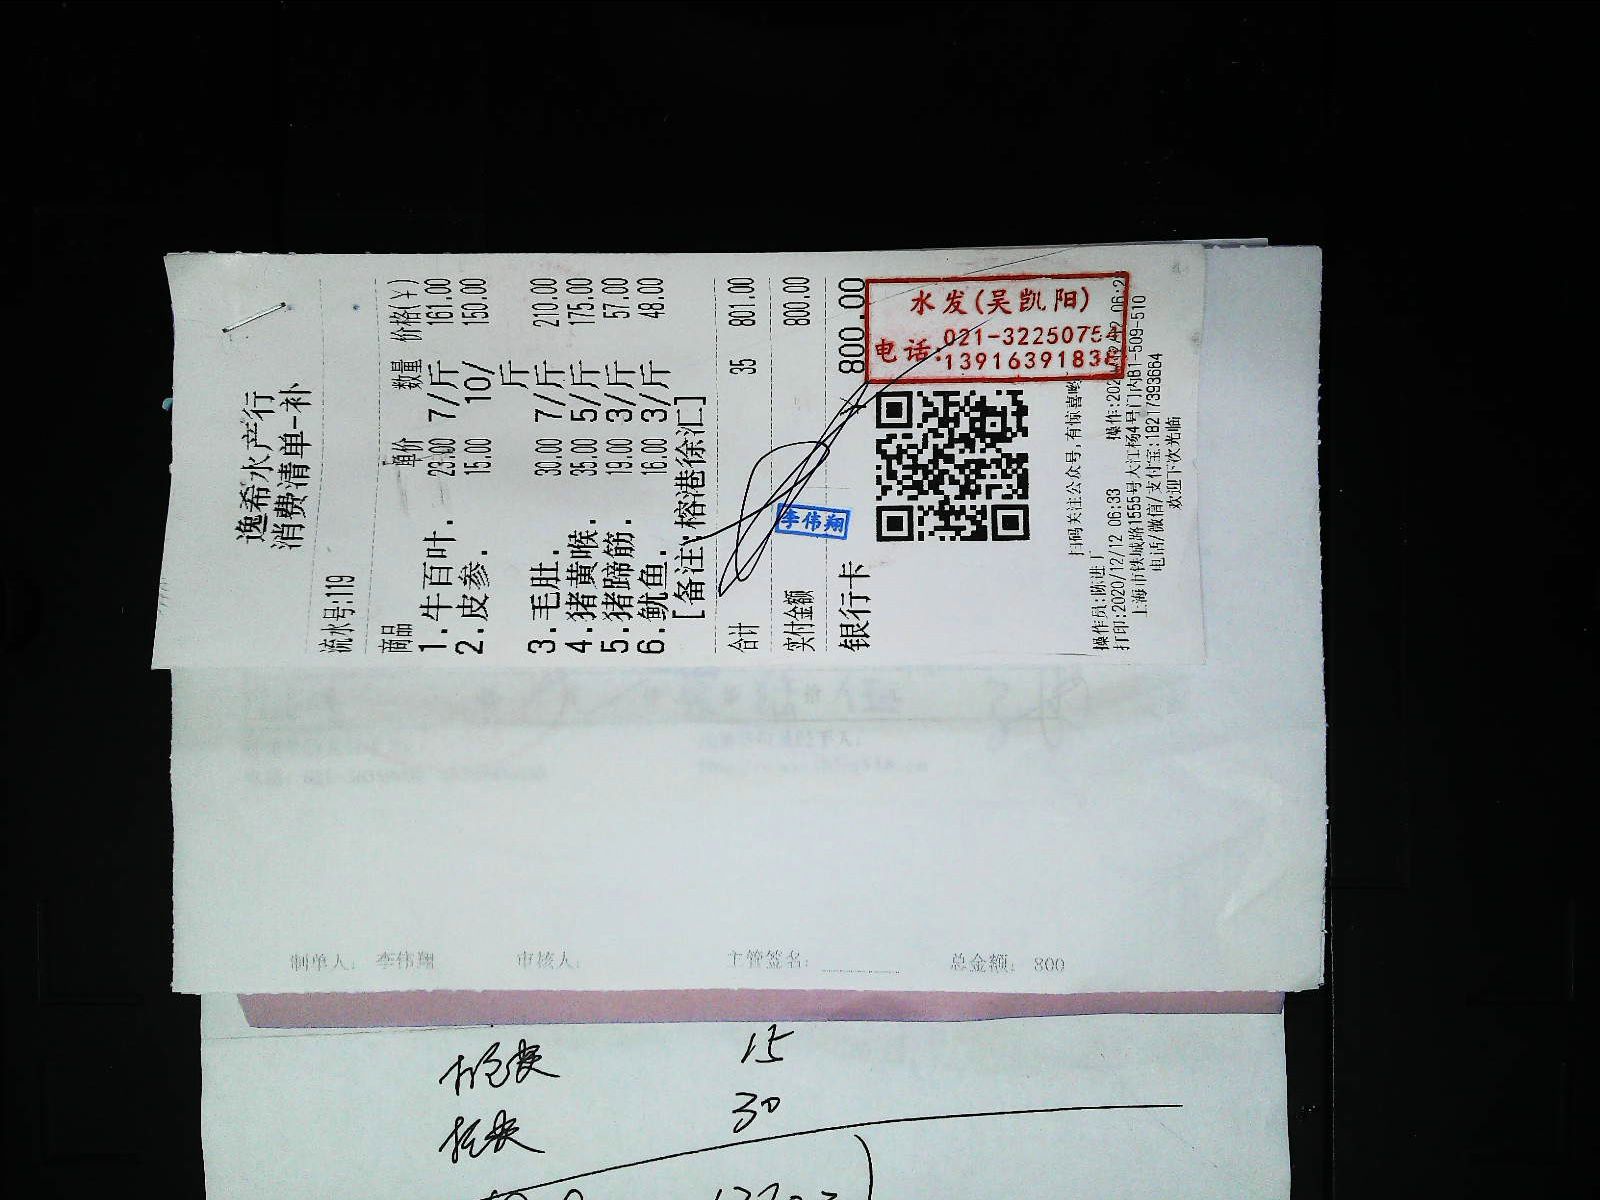 逸希水产行
消费清单-补
流水号:119
商品 单价 数量 价格(¥)
1.牛百叶. 23.00 7/斤 161.00
2.皮参. 15.00 10/斤 150.00
3.毛肚. 30.00 7/斤 210.00
4.猪黄喉. 35.00 5/斤 175.00
5.猪蹄筋. 19.00 3/斤 57.00
6.鱿鱼. 16.00 3/斤 48.00
[备注:榕港徐汇]
合计 35 801.00
实付金额 800.00
银行卡 800.00
李伟翔
水发(吴凯阳)
电话:021-32250754
1391639183
扫码关注公众号,有惊喜哟
操作员:陈进
打印:2020/12/12 06:33
上海市铁城路1555号大江杨4号门内B1-509-510
电话/微信/支付宝:18217393664
欢迎下次光临
制单人: 李伟翔 审核人: 主管签名: 总金额: 800
15
30